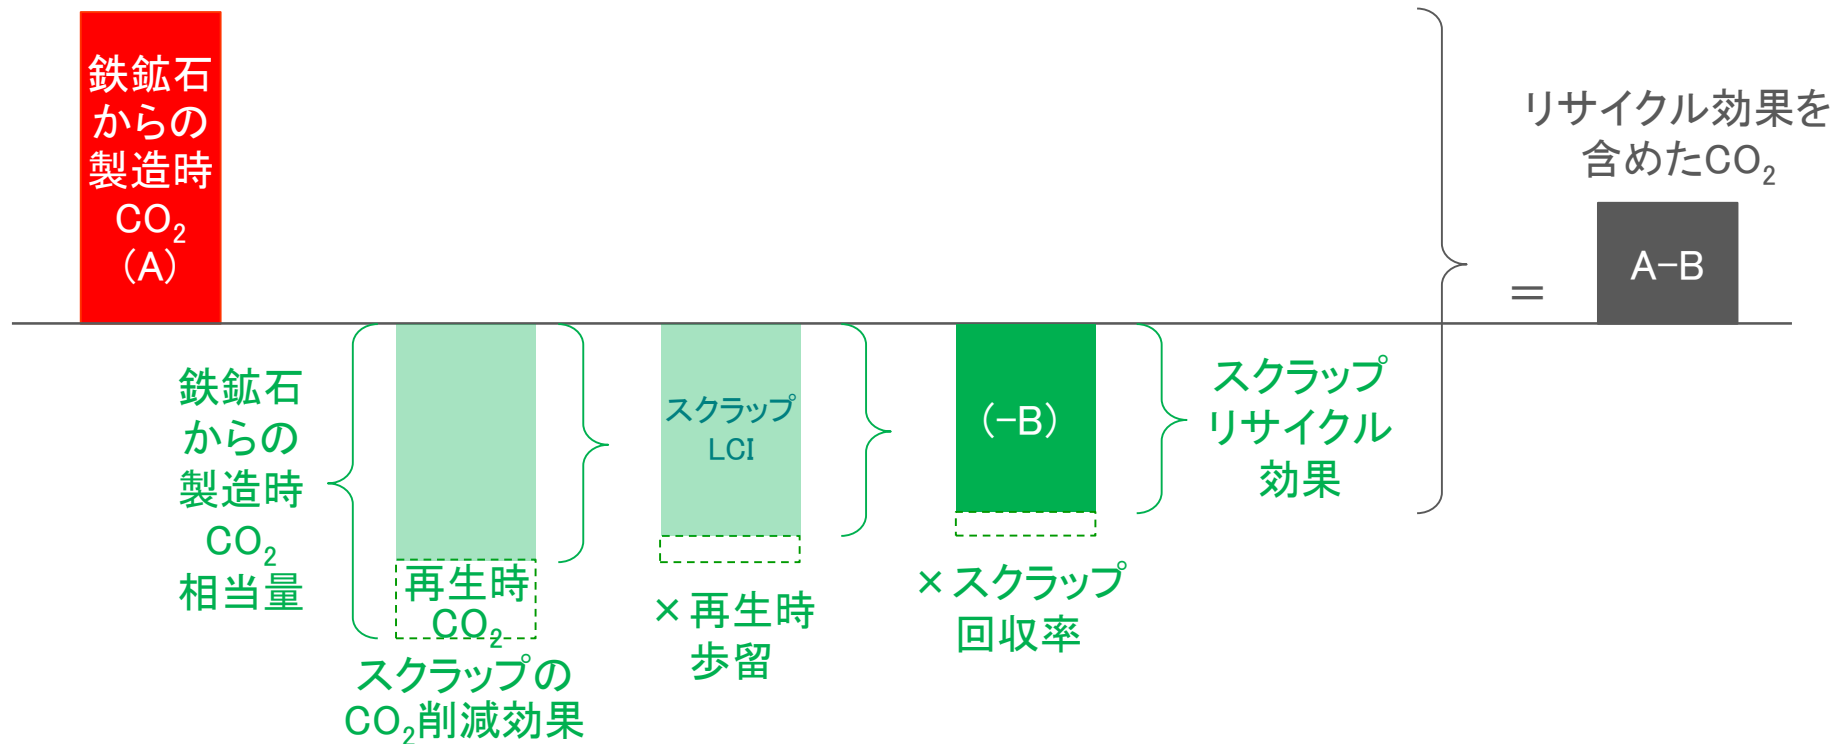 鉄鉱石
からの
製造時
CO₂
(A)
リサイクル効果を
含めたCO₂
=
A−B
鉄鉱石
からの
製造時
CO₂
相当量
再生時
CO₂
スクラップの
CO₂削減効果
スクラップ
LCI
×再生時
歩留
(−B)
×スクラップ
回収率
スクラップ
リサイクル
効果